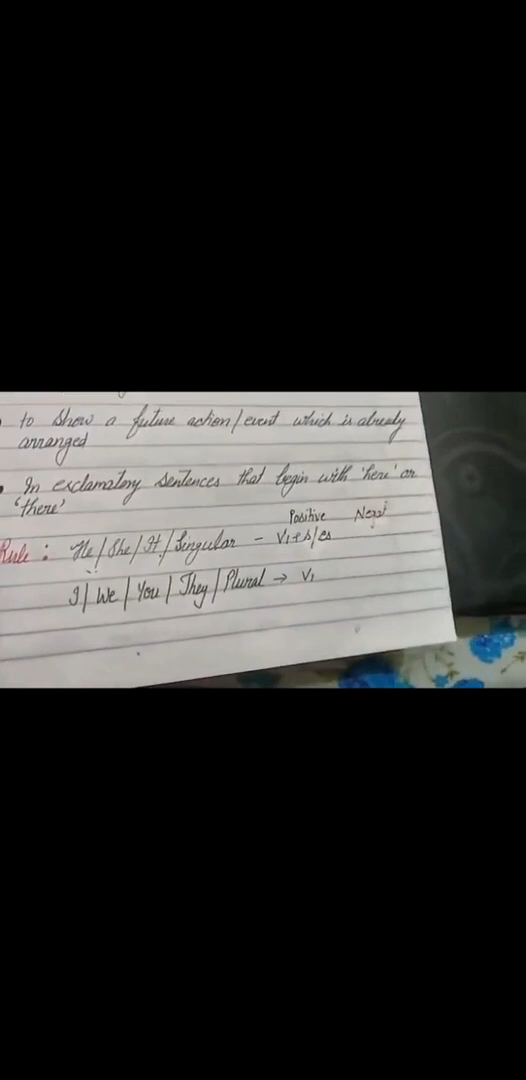 to show a future action/event which is already
arranged
In exclamatory sentences that begin with 'here' or
'there'
Positive
Rule : He/She/It/Singular - V1+s/es
I/We/You/They/Plural → V1